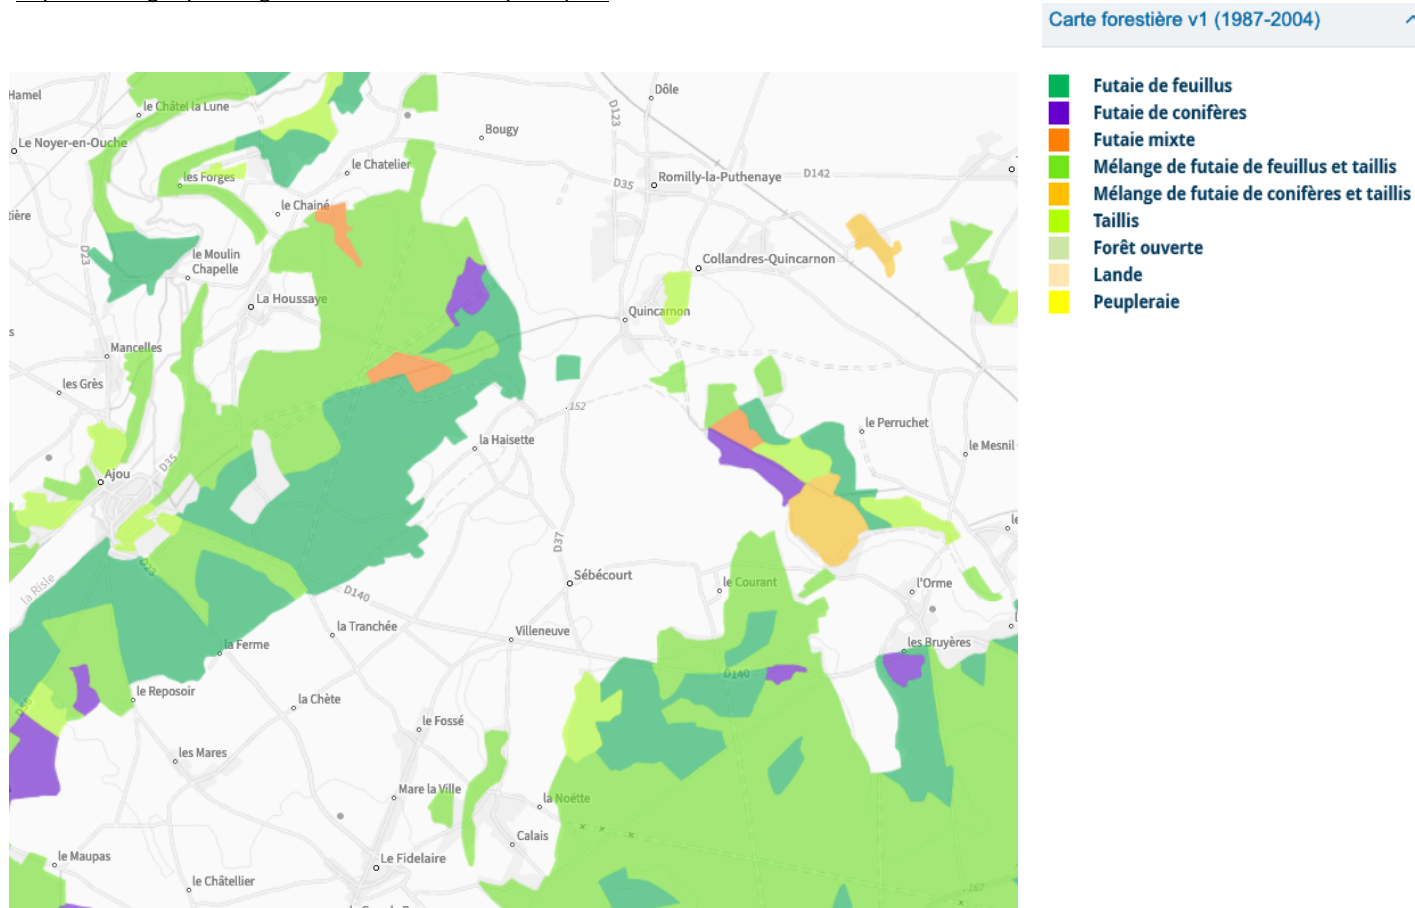 Carte forestière v1 (1987-2004)
Futaie de feuillus
Futaie de conifères
Futaie mixte
Mélange de futaie de feuillus et taillis
Mélange de futaie de conifères et taillis
Taillis
Forêt ouverte
Lande
Peupleraie
Hamel
le Châtel la Lune
Dôle
D123
Bougy
Le Noyer-en-Ouche
le Chatelier
les Forges
D35
Romilly-la-Puthenaye
D142
le Chainé
D23
le Moulin
Chapelle
Collandres-Quincarnon
La Houssaye
Quincarnon
Mancelles
les Grès
152
le Perruchet
la Haisette
le Mesnil
D35
Ajou
D37
D23
la Risle
Sébécourt
le Courant
l'Orme
D140
la Tranchée
Villeneuve
la Ferme
les Bruyères
D140
le Reposoir
la Chète
le Fossé
les Mares
Mare la Ville
la Noëtte
Calais
le Maupas
Le Fidelaire
le Châtellier
167